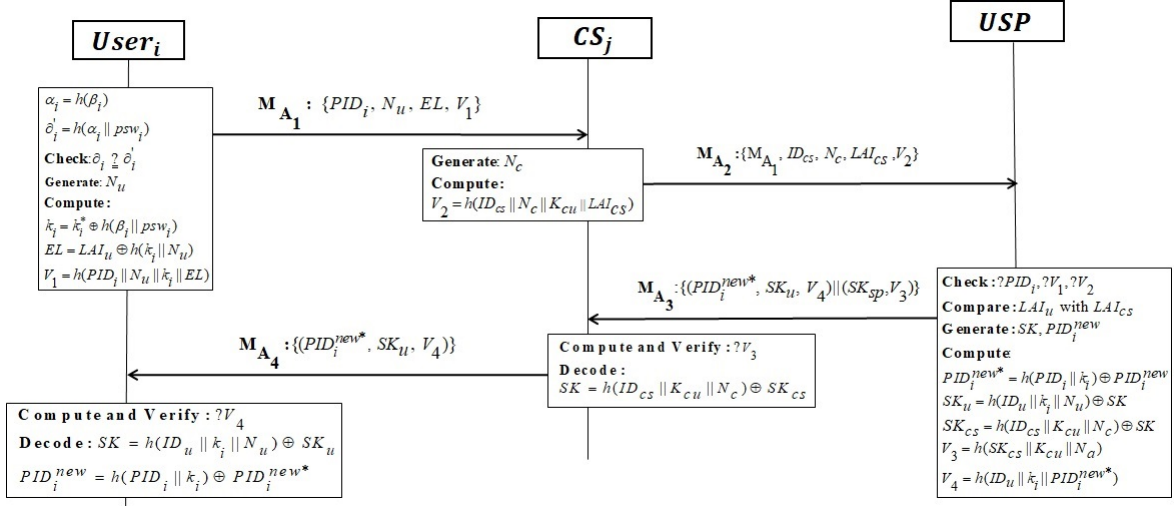 User_i
CS_j
USP
α_i = h(β_i)
∂'_i = h(α_i || psw_i)
Check: ∂_i ?= ∂'_i
Generate: N_u
Compute:
k_i = k_i^* ⊕ h(β_i || psw_i)
EL = LAI_u ⊕ h(k_i || N_u)
V_1 = h(PID_i || N_u || k_i || EL)
M_A_1 : {PID_i, N_u, EL, V_1}
Generate: N_c
Compute:
V_2 = h(ID_cs || N_c || K_cu || LAI_cs)
M_A_2 :{M_A_1, ID_cs, N_c, LAI_cs ,V_2}
Check :?PID_i,?V_1,?V_2
Compare: LAI_u with LAI_cs
Generate: SK, PID_i^new
Compute:
PID_i^new* = h(PID_i || k_i) ⊕ PID_i^new
SK_u = h(ID_u || k_i || N_u) ⊕ SK
SK_cs = h(ID_cs || K_cu || N_c) ⊕ SK
V_3 = h(SK_cs || K_cu || N_a)
V_4 = h(ID_u || k_i || PID_i^new*)
M_A_3 :{(PID_i^new*, SK_u, V_4)||(SK_sp,V_3)}
Compute and Verify : ?V_3
Decode :
SK = h(ID_cs || K_cu || N_c) ⊕ SK_cs
M_A_4 :{(PID_i^new*, SK_u, V_4)}
Compute and Verify : ?V_4
Decode : SK = h(ID_u || k_i || N_u) ⊕ SK_u
PID_i^new = h(PID_i || k_i) ⊕ PID_i^new*